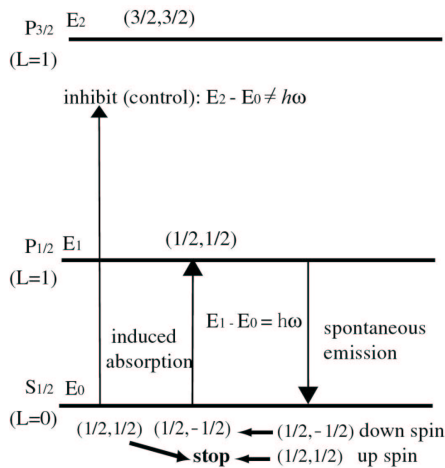 P3/2 E2 (3/2,3/2)
(L=1)
inhibit (control): E2 - E0 ≠ hω
P1/2 E1 (1/2,1/2)
(L=1)
induced absorption
E1 - E0 = hω
spontaneous emission
S1/2 E0
(L=0)
(1/2,1/2) (1/2,-1/2) (1/2,-1/2) down spin
stop (1/2,1/2) up spin